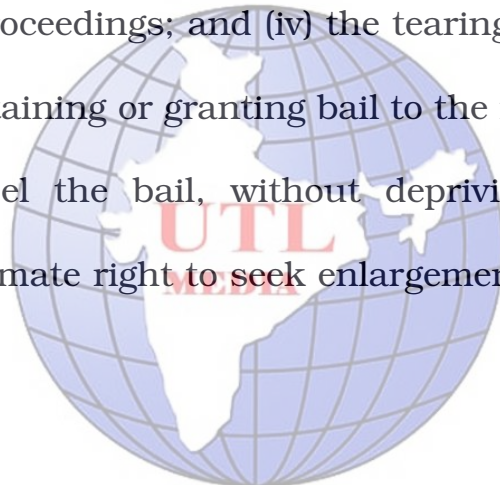 oceedings; and (iv) the tearing
taining or granting bail to the
el the bail, without deprivi
UTL
MEDIA
mate right to seek enlargemen